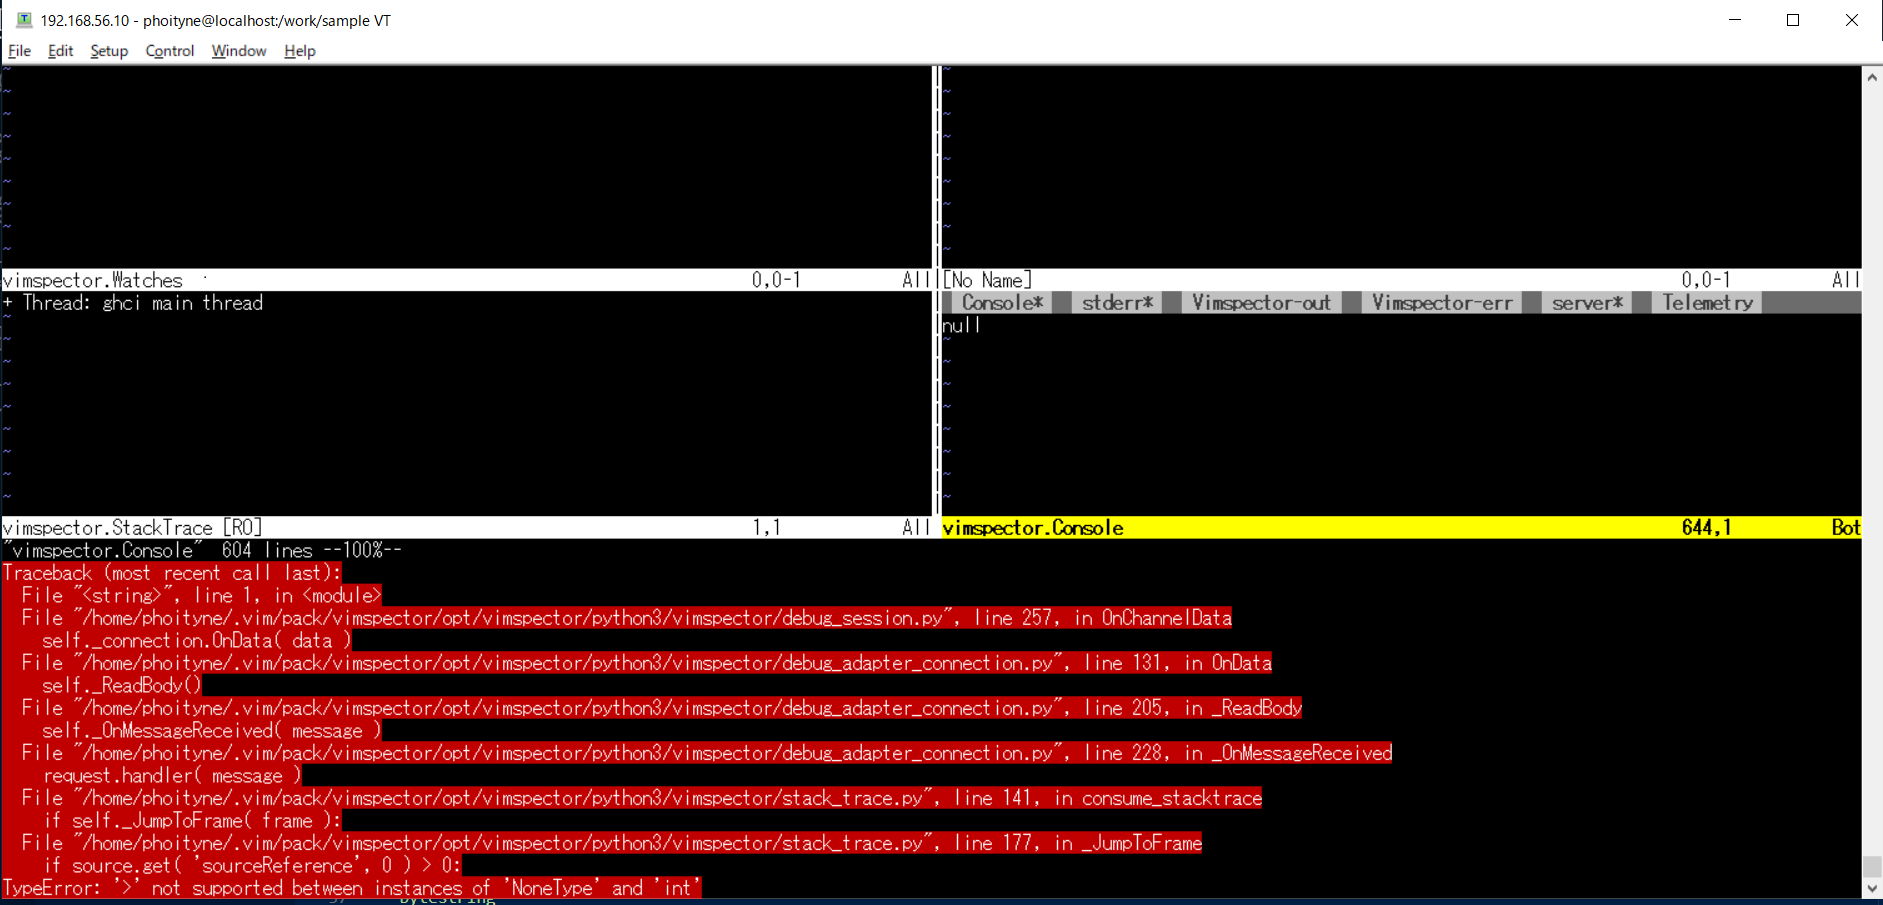 192.168.56.10 - phoityne@localhost:/work/sample VT
File Edit Setup Control Window Help
~ ~
~ ~
~ ~
~ ~
~ ~
~ ~
~ ~
~ ~
~ ~
vimspector.Watches 0,0-1 All [No Name] 0,0-1 All
+ Thread: ghci main thread Console* stderr* Vimspector-out Vimspector-err server* Telemetry
~ null
~ ~
~ ~
~ ~
~ ~
~ ~
~ ~
~ ~
~ ~
vimspector.StackTrace [RO] 1,1 All vimspector.Console 644,1 Bot
"vimspector.Console" 604 lines --100%--
Traceback (most recent call last):
File "<string>", line 1, in <module>
File "/home/phoityne/.vim/pack/vimspector/opt/vimspector/python3/vimspector/debug_session.py", line 257, in OnChannelData
self._connection.OnData( data )
File "/home/phoityne/.vim/pack/vimspector/opt/vimspector/python3/vimspector/debug_adapter_connection.py", line 131, in OnData
self._ReadBody()
File "/home/phoityne/.vim/pack/vimspector/opt/vimspector/python3/vimspector/debug_adapter_connection.py", line 205, in _ReadBody
self._OnMessageReceived( message )
File "/home/phoityne/.vim/pack/vimspector/opt/vimspector/python3/vimspector/debug_adapter_connection.py", line 228, in _OnMessageReceived
request.handler( message )
File "/home/phoityne/.vim/pack/vimspector/opt/vimspector/python3/vimspector/stack_trace.py", line 141, in consume_stacktrace
if self._JumpToFrame( frame ):
File "/home/phoityne/.vim/pack/vimspector/opt/vimspector/python3/vimspector/stack_trace.py", line 177, in _JumpToFrame
if source.get( 'sourceReference', 0 ) > 0:
TypeError: '>' not supported between instances of 'NoneType' and 'int'